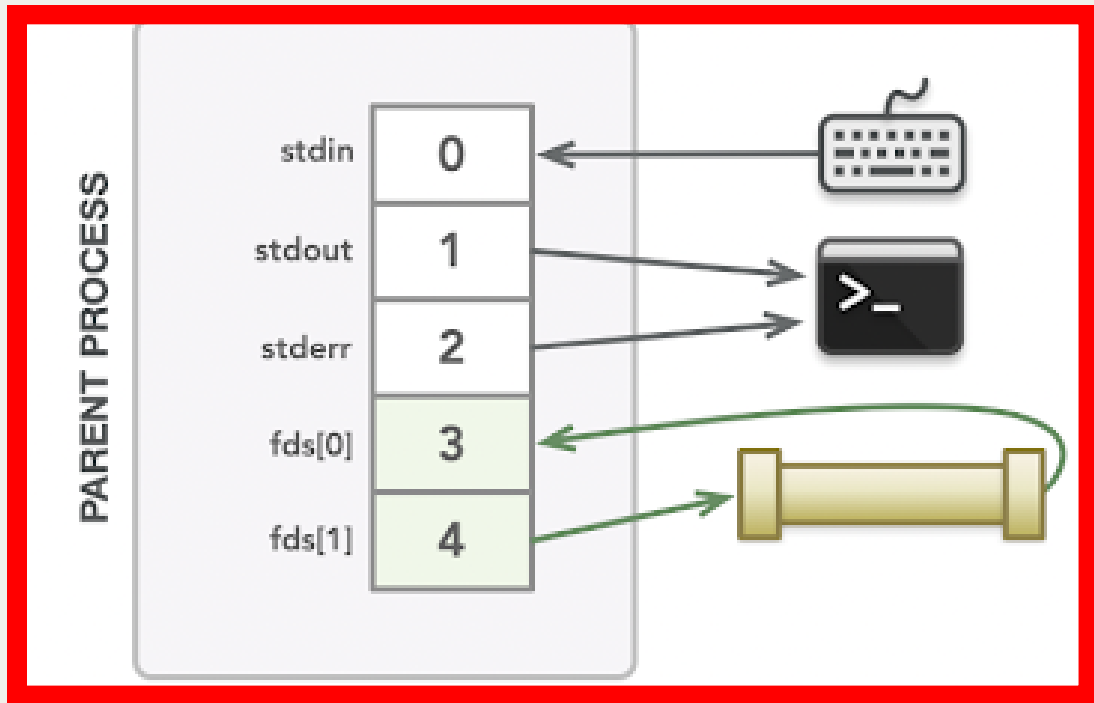 PARENT PROCESS
stdin 0
stdout 1
stderr 2
fds[0] 3
fds[1] 4
>_